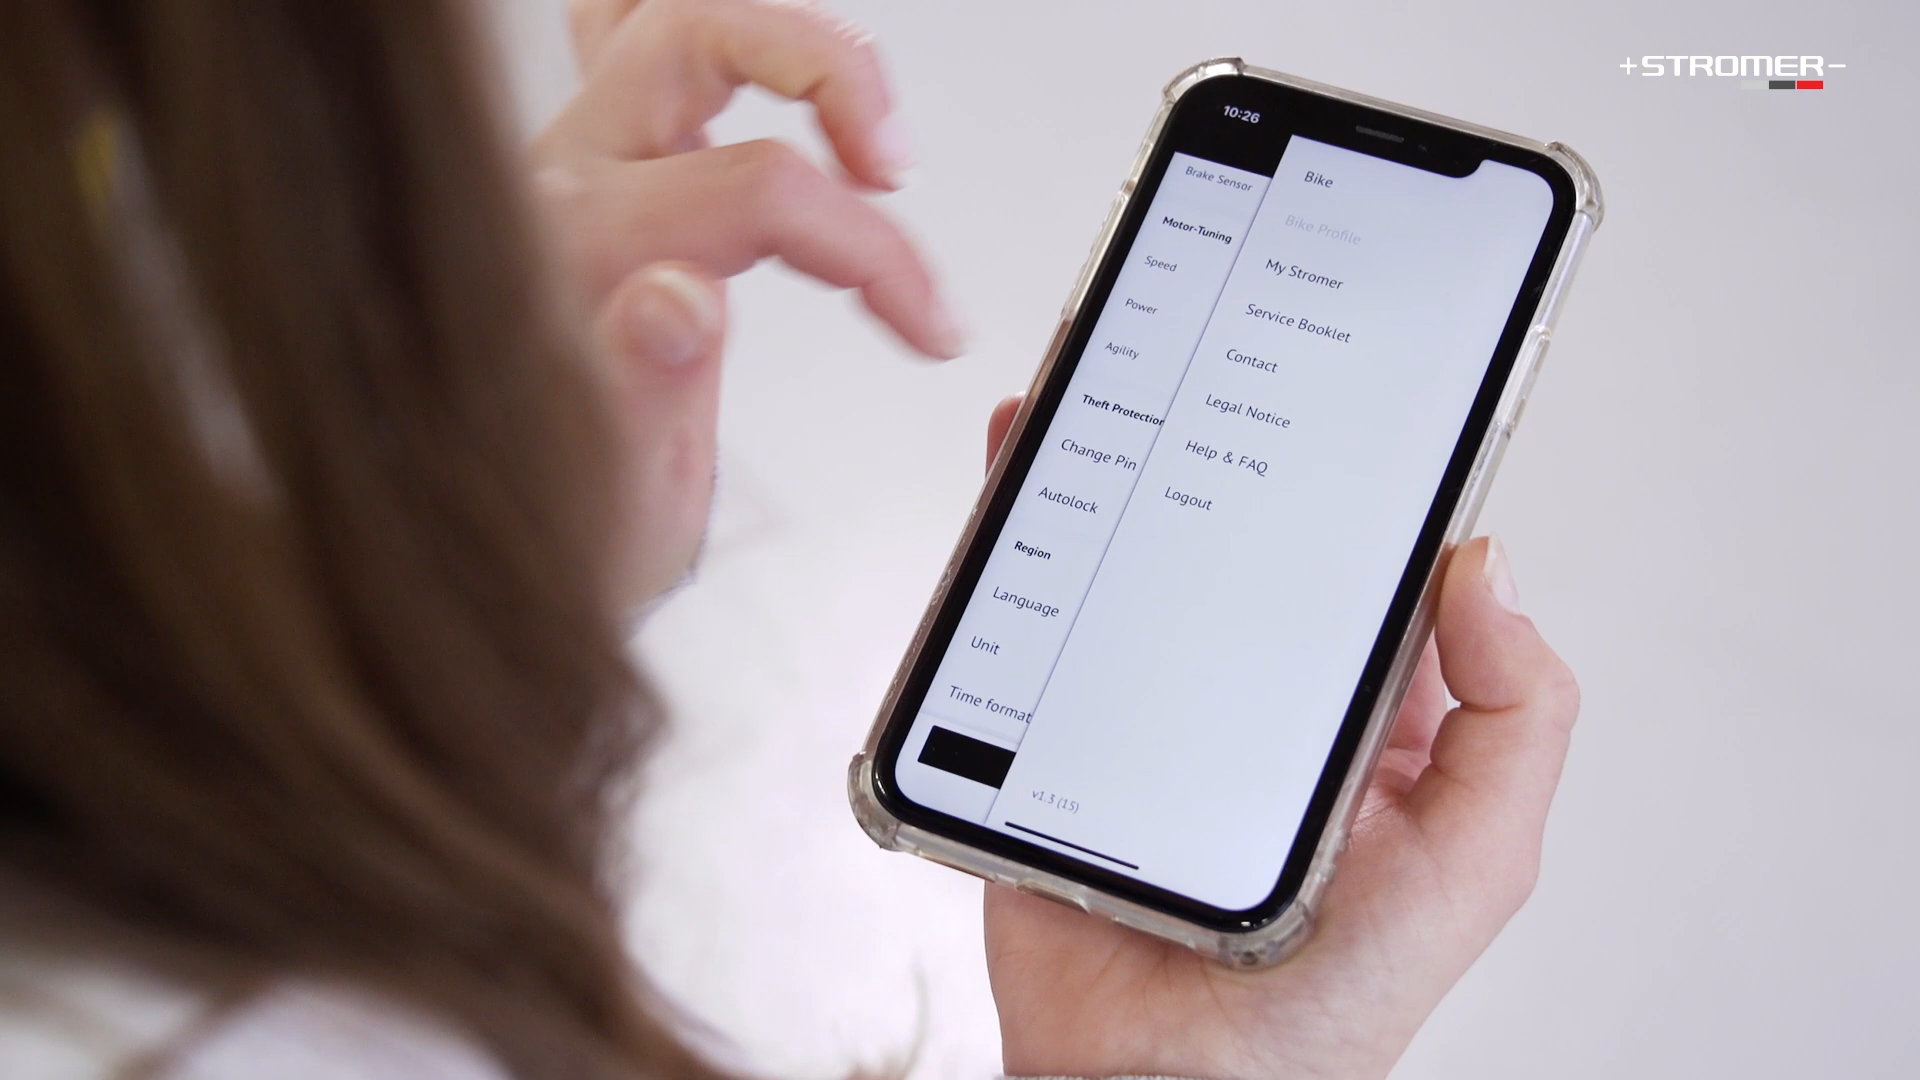 +STROMER-
10:26
Brake Sensor
Motor-Tuning
Speed
Power
Agility
Theft Protection
Change Pin
Autolock
Region
Language
Unit
Time format
Bike
Bike Profile
My Stromer
Service Booklet
Contact
Legal Notice
Help & FAQ
Logout
v1.3 (15)